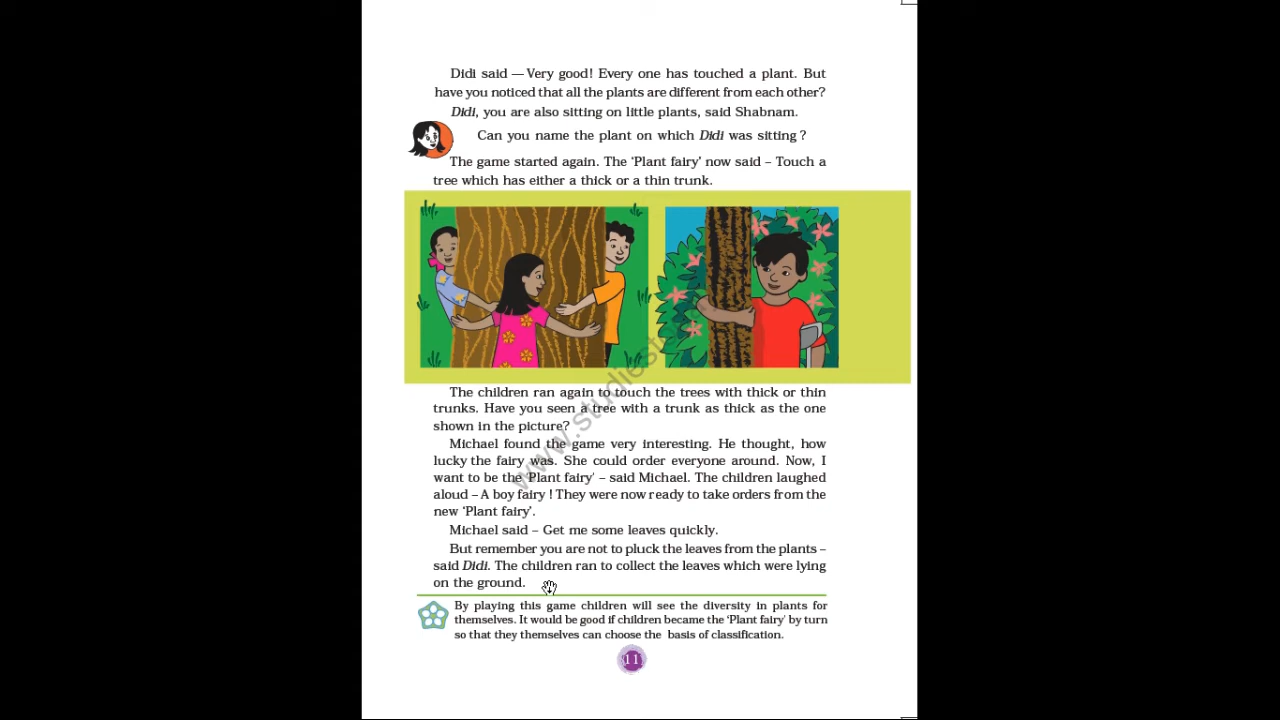 Didi said — Very good! Every one has touched a plant. But
have you noticed that all the plants are different from each other?
Didi, you are also sitting on little plants, said Shabnam.
Can you name the plant on which Didi was sitting ?
The game started again. The ‘Plant fairy’ now said – Touch a
tree which has either a thick or a thin trunk.
The children ran again to touch the trees with thick or thin
trunks. Have you seen a tree with a trunk as thick as the one
shown in the picture?
Michael found the game very interesting. He thought, how
lucky the fairy was. She could order everyone around. Now, I
want to be the ‘Plant fairy’ – said Michael. The children laughed
aloud – A boy fairy ! They were now ready to take orders from the
new ‘Plant fairy’.
Michael said – Get me some leaves quickly.
But remember you are not to pluck the leaves from the plants –
said Didi. The children ran to collect the leaves which were lying
on the ground.
By playing this game children will see the diversity in plants for
themselves. It would be good if children became the ‘Plant fairy’ by turn
so that they themselves can choose the basis of classification.
11